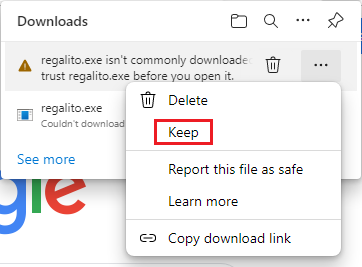 Downloads
regalito.exe isn't commonly downloade
trust regalito.exe before you open it.
regalito.exe
Couldn't download
See more
Delete
Keep
Report this file as safe
Learn more
Copy download link
gle